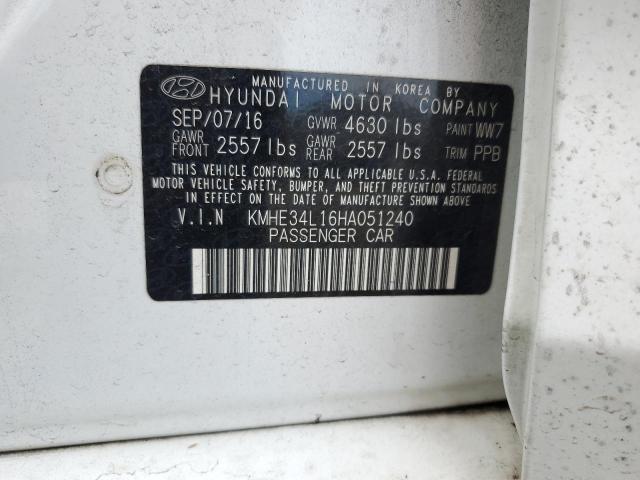 MANUFACTURED IN KOREA BY
HYUNDAI MOTOR COMPANY
SEP/07/16 GVWR 4630 lbs PAINT WW7
GAWR FRONT 2557 lbs GAWR REAR 2557 lbs TRIM PPB
THIS VEHICLE CONFORMS TO ALL APPLICABLE U.S.A. FEDERAL
MOTOR VEHICLE SAFETY, BUMPER, AND THEFT PREVENTION STANDARDS
IN EFFECT ON THE DATE OF MANUFACTURE SHOWN ABOVE.
V.I.N KMHE34L16HA051240
PASSENGER CAR